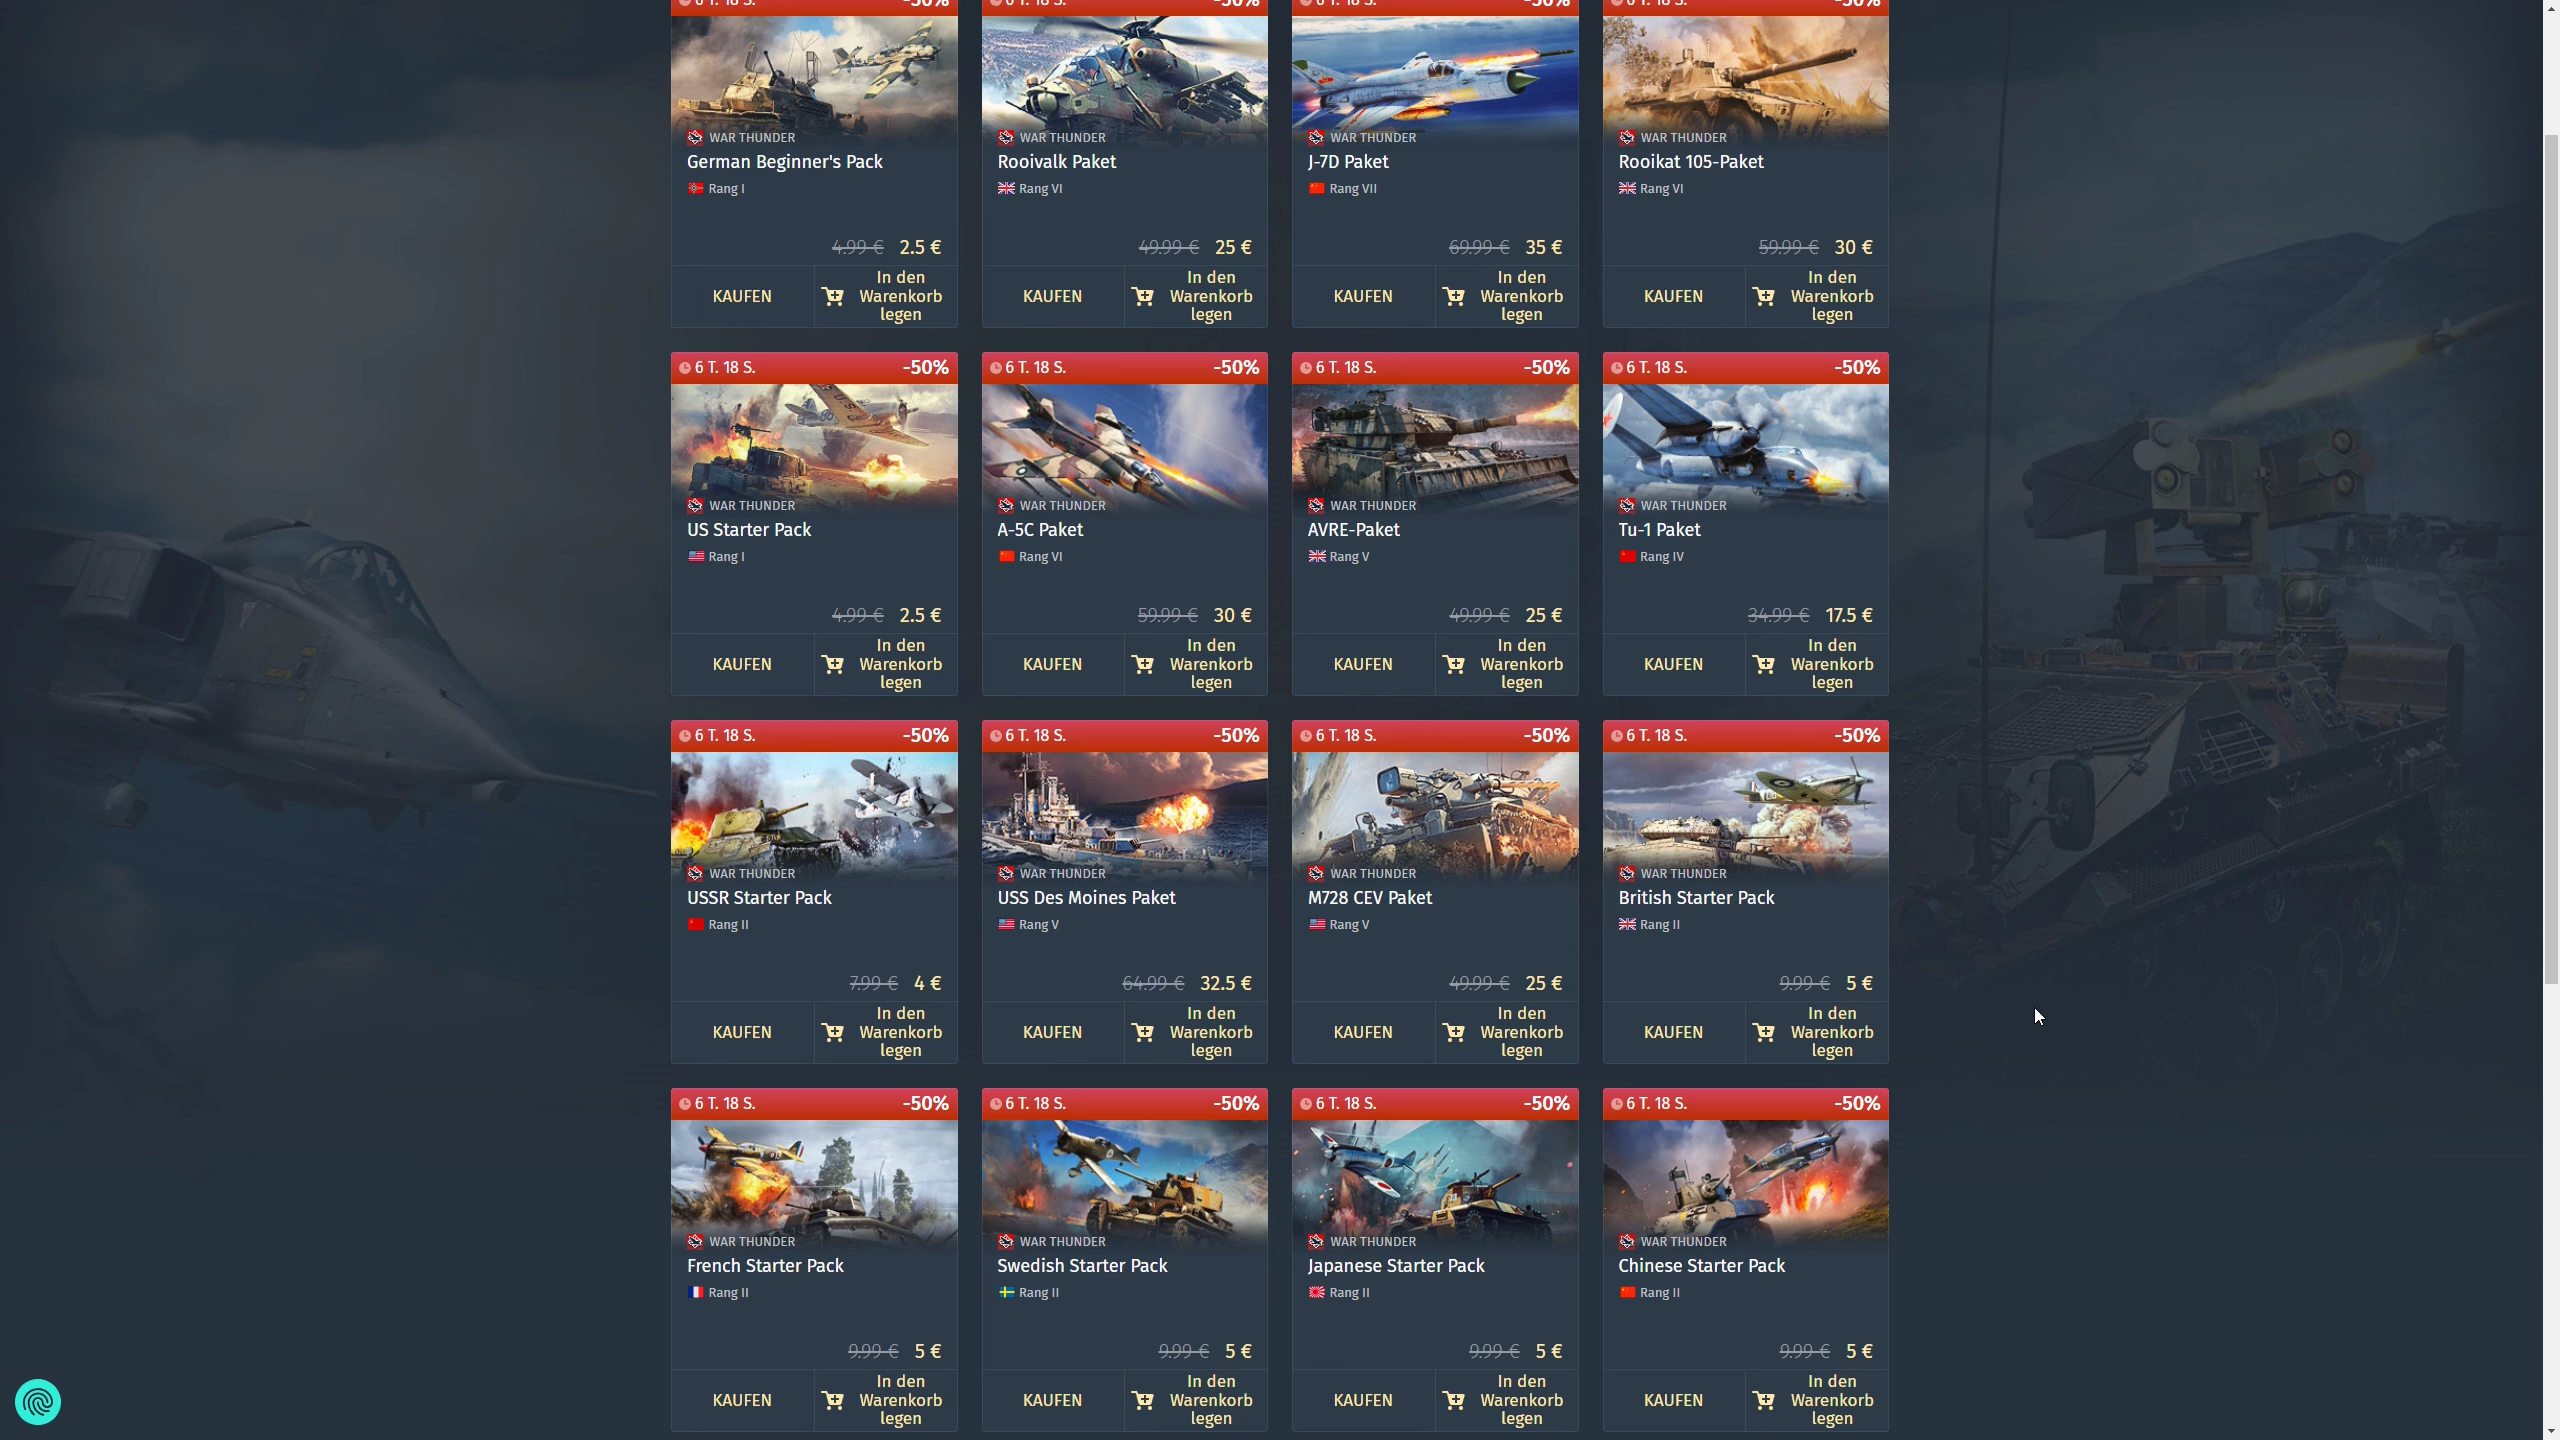 6 T. 18 S. -50% 6 T. 18 S. -50% 6 T. 18 S. -50% 6 T. 18 S. -50%
WAR THUNDER
German Beginner's Pack
Rang I
4.99 € 2.5 €
KAUFEN
In den
Warenkorb
legen
WAR THUNDER
Rooivalk Paket
Rang VI
49.99 € 25 €
KAUFEN
In den
Warenkorb
legen
WAR THUNDER
J-7D Paket
Rang VII
69.99 € 35 €
KAUFEN
In den
Warenkorb
legen
WAR THUNDER
Rooikat 105-Paket
Rang VI
59.99 € 30 €
KAUFEN
In den
Warenkorb
legen
6 T. 18 S. -50%
WAR THUNDER
US Starter Pack
Rang I
4.99 € 2.5 €
KAUFEN
In den
Warenkorb
legen
6 T. 18 S. -50%
WAR THUNDER
A-5C Paket
Rang VI
59.99 € 30 €
KAUFEN
In den
Warenkorb
legen
6 T. 18 S. -50%
WAR THUNDER
AVRE-Paket
Rang V
49.99 € 25 €
KAUFEN
In den
Warenkorb
legen
6 T. 18 S. -50%
WAR THUNDER
Tu-1 Paket
Rang IV
34.99 € 17.5 €
KAUFEN
In den
Warenkorb
legen
6 T. 18 S. -50%
WAR THUNDER
USSR Starter Pack
Rang II
7.99 € 4 €
KAUFEN
In den
Warenkorb
legen
6 T. 18 S. -50%
WAR THUNDER
USS Des Moines Paket
Rang V
64.99 € 32.5 €
KAUFEN
In den
Warenkorb
legen
6 T. 18 S. -50%
WAR THUNDER
M728 CEV Paket
Rang V
49.99 € 25 €
KAUFEN
In den
Warenkorb
legen
6 T. 18 S. -50%
WAR THUNDER
British Starter Pack
Rang II
9.99 € 5 €
KAUFEN
In den
Warenkorb
legen
6 T. 18 S. -50%
WAR THUNDER
French Starter Pack
Rang II
9.99 € 5 €
KAUFEN
In den
Warenkorb
legen
6 T. 18 S. -50%
WAR THUNDER
Swedish Starter Pack
Rang II
9.99 € 5 €
KAUFEN
In den
Warenkorb
legen
6 T. 18 S. -50%
WAR THUNDER
Japanese Starter Pack
Rang II
9.99 € 5 €
KAUFEN
In den
Warenkorb
legen
6 T. 18 S. -50%
WAR THUNDER
Chinese Starter Pack
Rang II
9.99 € 5 €
KAUFEN
In den
Warenkorb
legen